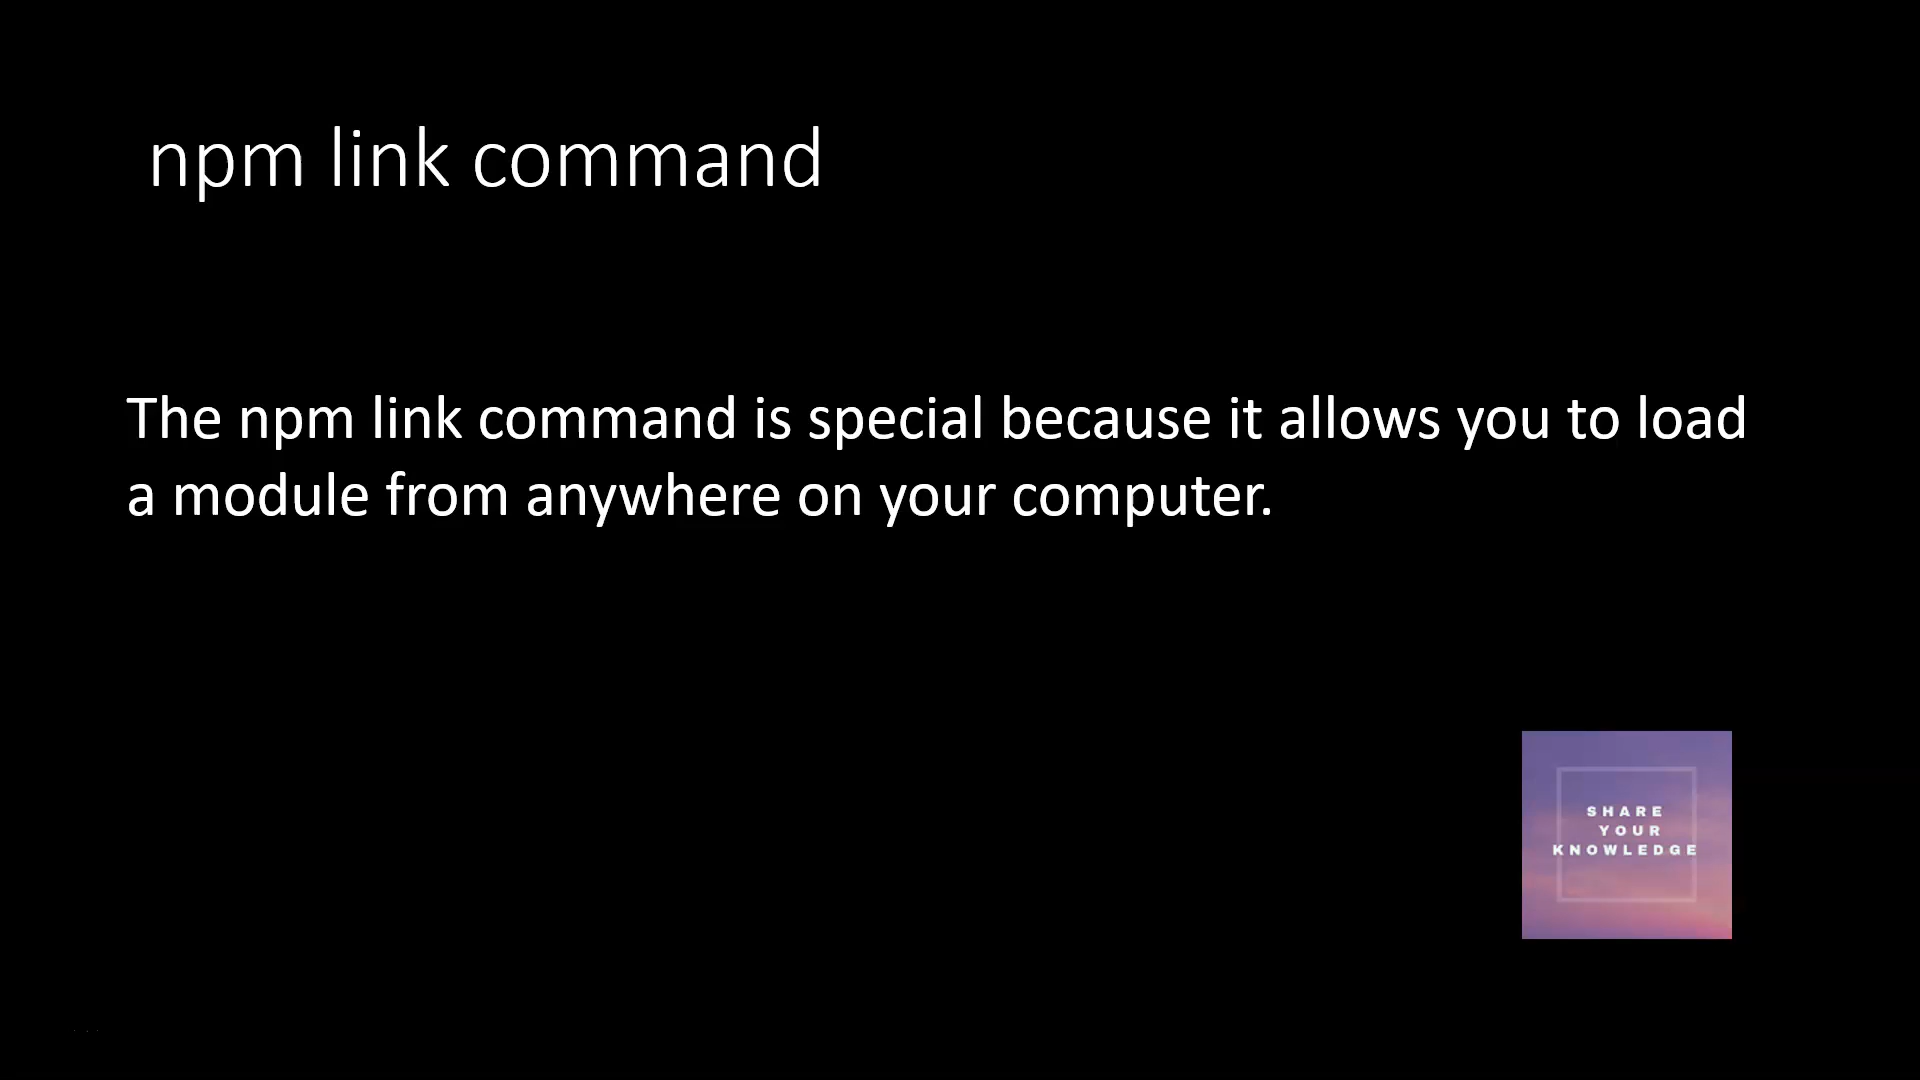 npm link command
The npm link command is special because it allows you to load
a module from anywhere on your computer.
SHARE
YOUR
KNOWLEDGE